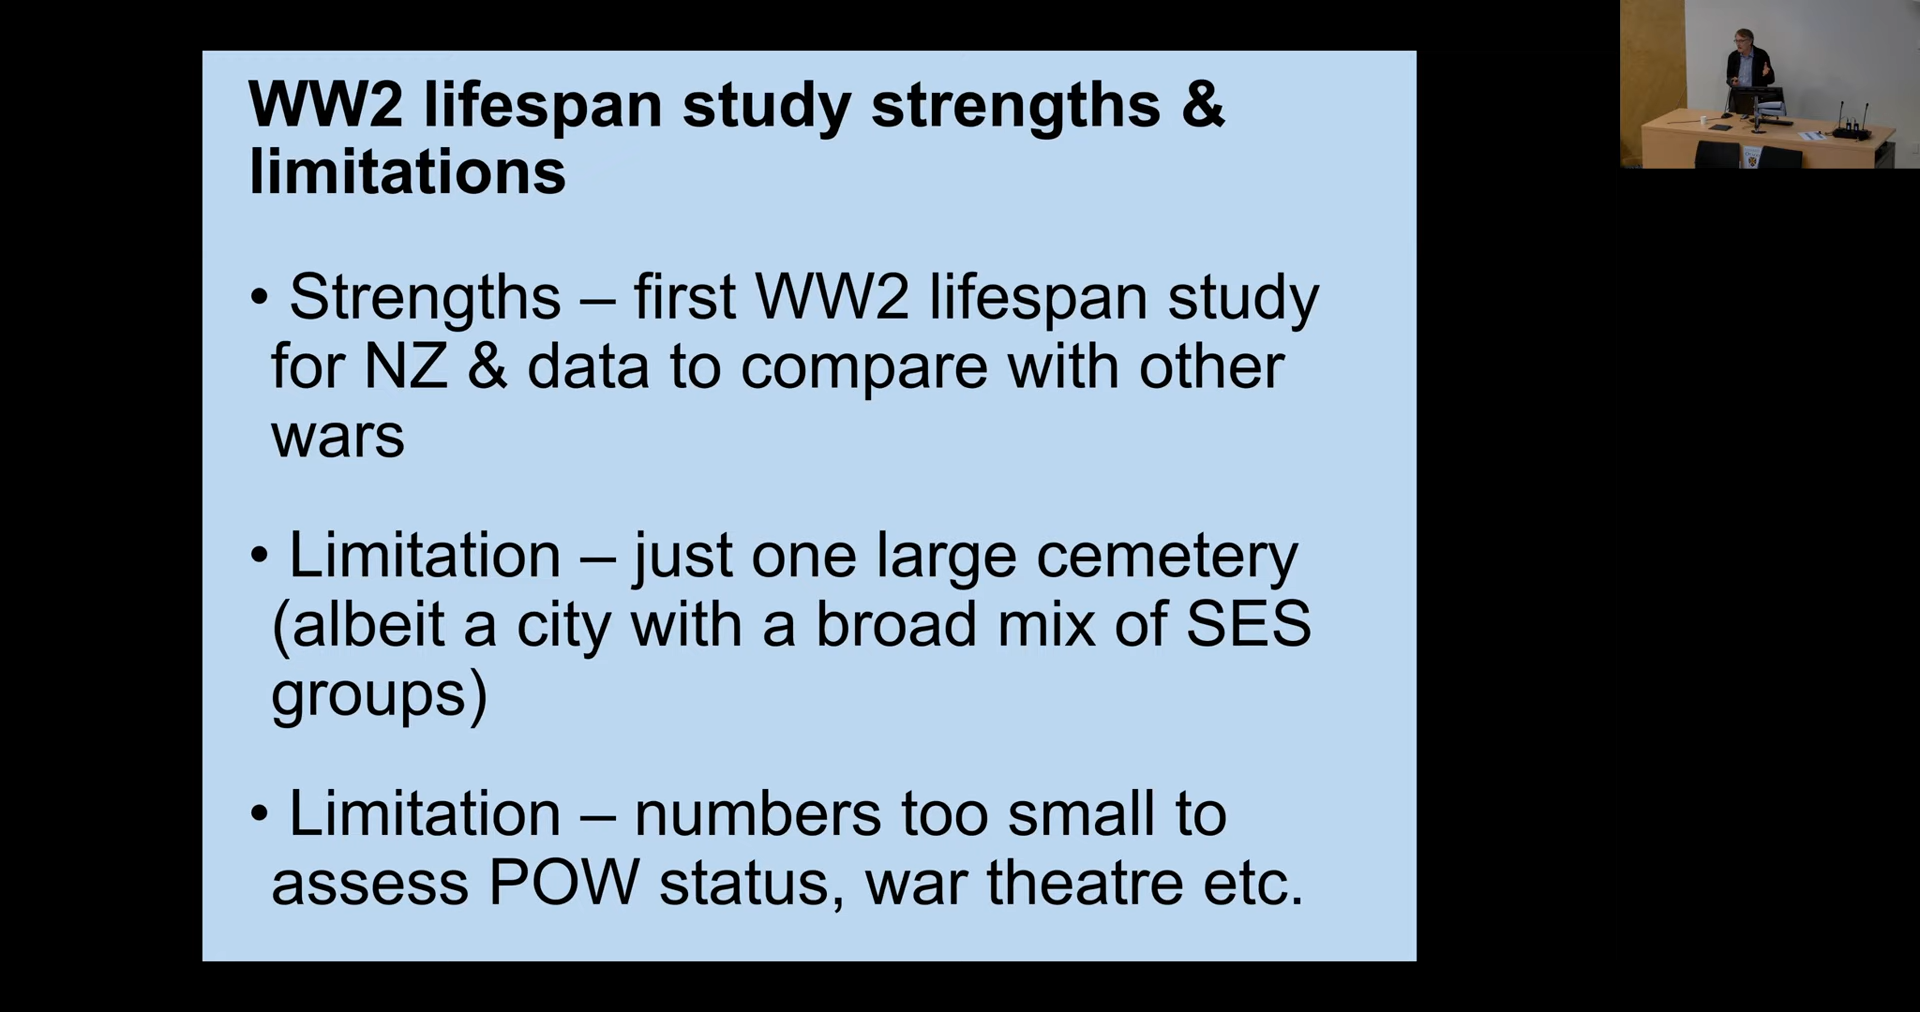 WW2 lifespan study strengths &
limitations
• Strengths – first WW2 lifespan study
for NZ & data to compare with other
wars
• Limitation – just one large cemetery
(albeit a city with a broad mix of SES
groups)
• Limitation – numbers too small to
assess POW status, war theatre etc.